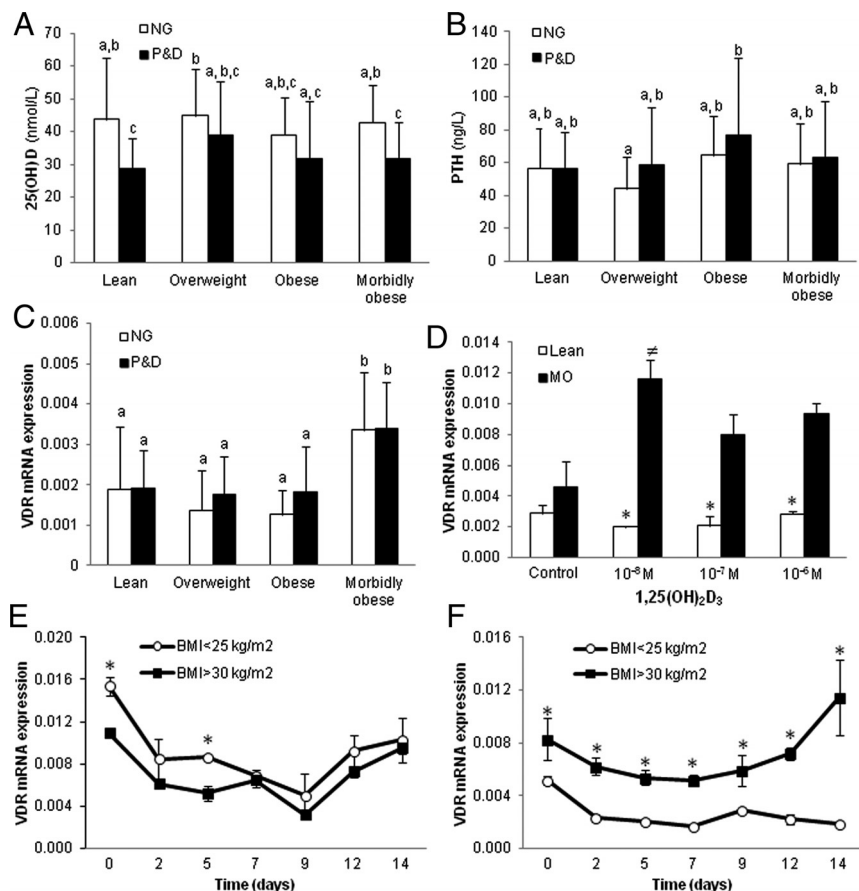 A
25(OH) D (nmol/L)
70
60
50
40
30
20
10
0
NG
P&D
a,b
c
b
a,b,c
a,b,c
a,c
a,b
c
Lean
Overweight
Obese
Morbidly
obese
B
PTH (ng/L)
160
140
120
100
80
60
40
20
0
NG
P&D
a,b
a,b
a
a,b
a,b
b
a,b
a,b
Lean
Overweight
Obese
Morbidly
obese
C
VDR mRNA expression
0.006
0.005
0.004
0.003
0.002
0.001
0
NG
P&D
a
a
a
a
a
a
b
b
Lean
Overweight
Obese
Morbidly
obese
D
VDR mRNA expression
0.014
0.012
0.010
0.008
0.006
0.004
0.002
0.000
Lean
MO
*
≠
*
*
Control
10⁻⁸ M
10⁻⁷ M
10⁻⁶ M
1,25(OH)₂D₃
E
VDR mRNA expression
0.020
0.016
0.012
0.008
0.004
0.000
BMI<25 kg/m2
BMI>30 kg/m2
*
*
0
2
5
7
9
12
14
Time (days)
F
VDR mRNA expression
0.016
0.012
0.008
0.004
0.000
BMI<25 kg/m2
BMI>30 kg/m2
*
*
*
*
*
*
*
0
2
5
7
9
12
14
Time (days)